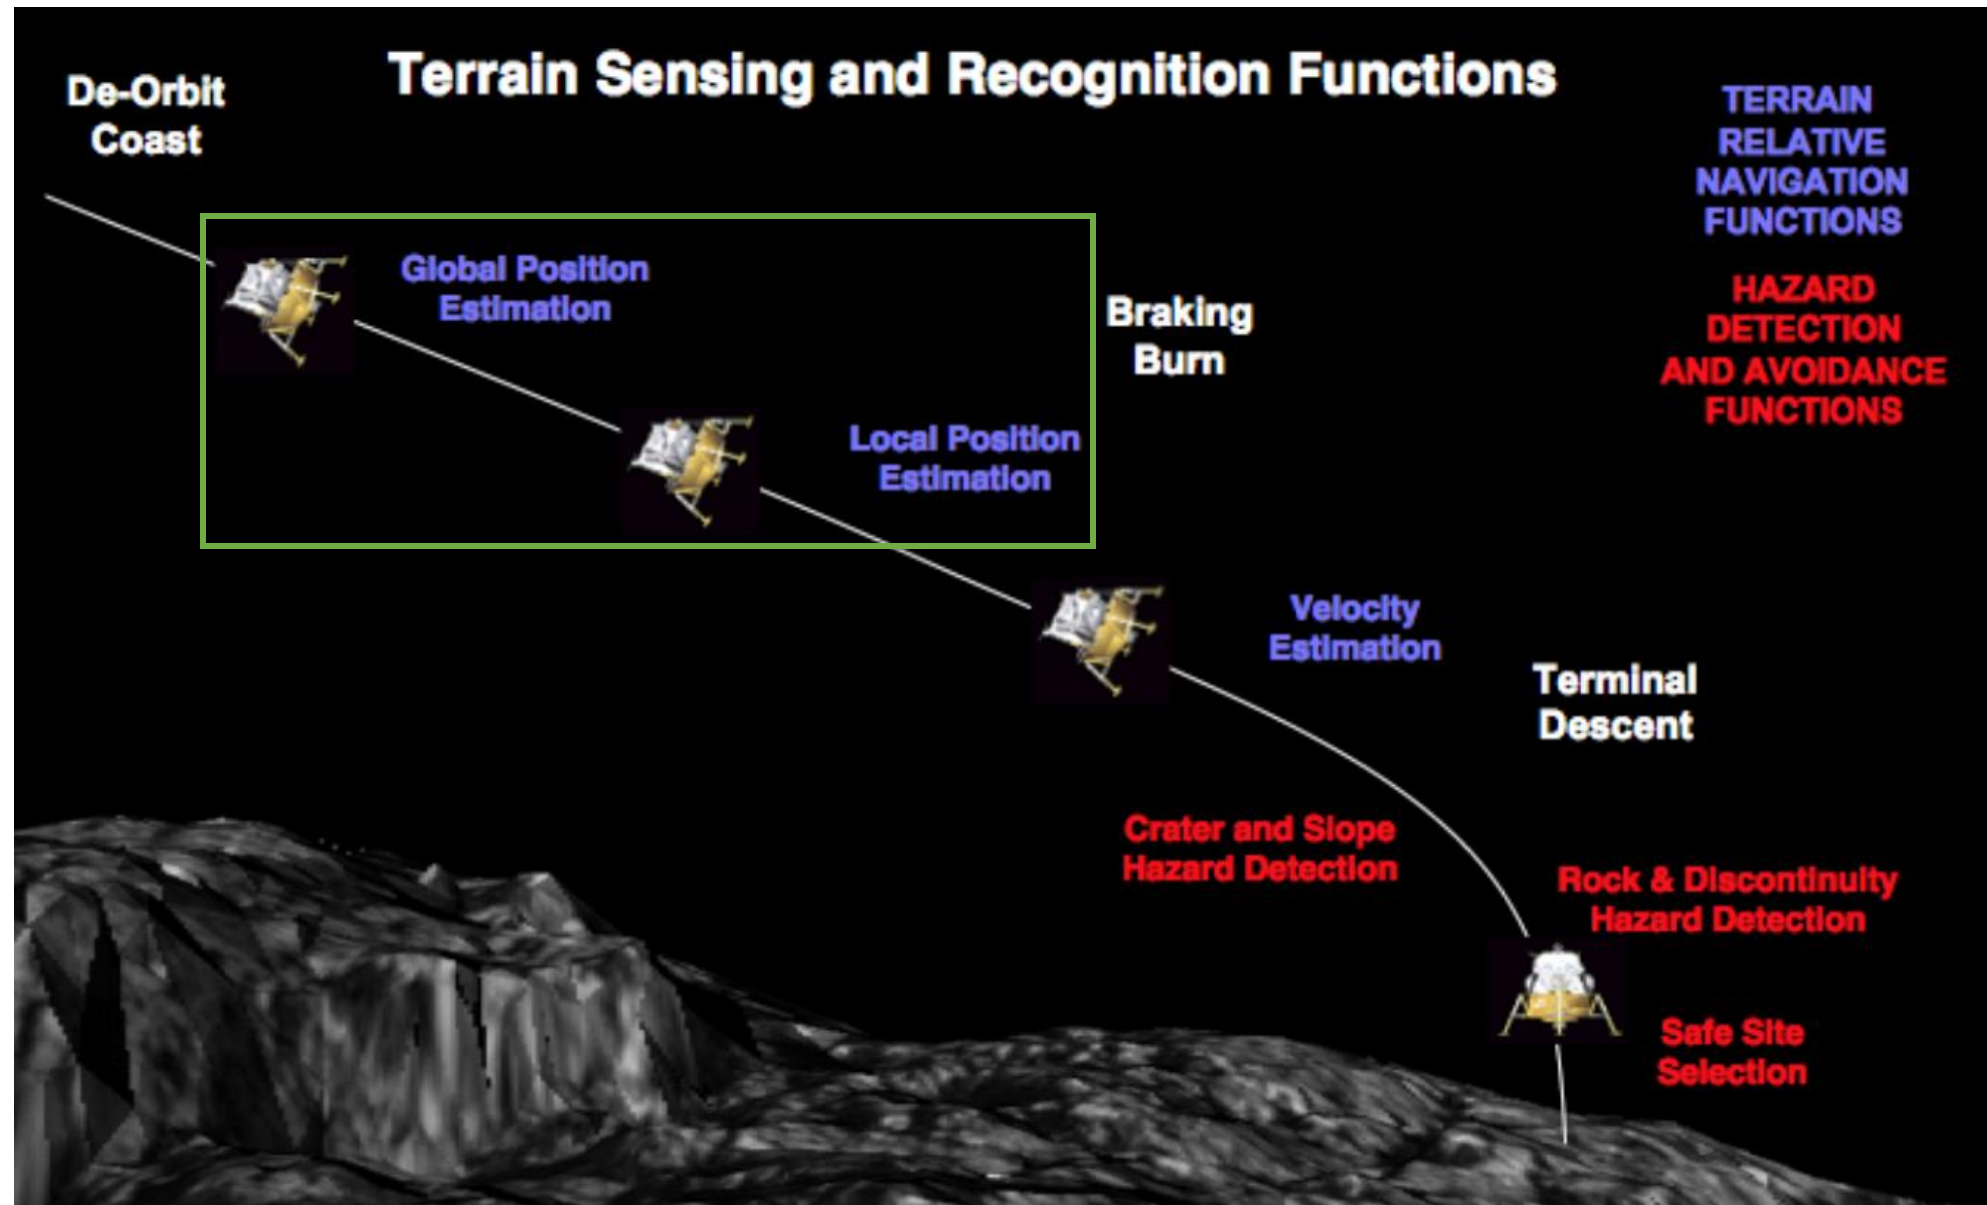 Terrain Sensing and Recognition Functions
De-Orbit
Coast
TERRAIN
RELATIVE
NAVIGATION
FUNCTIONS
HAZARD
DETECTION
AND AVOIDANCE
FUNCTIONS
Global Position
Estimation
Braking
Burn
Local Position
Estimation
Velocity
Estimation
Terminal
Descent
Crater and Slope
Hazard Detection
Rock & Discontinuity
Hazard Detection
Safe Site
Selection